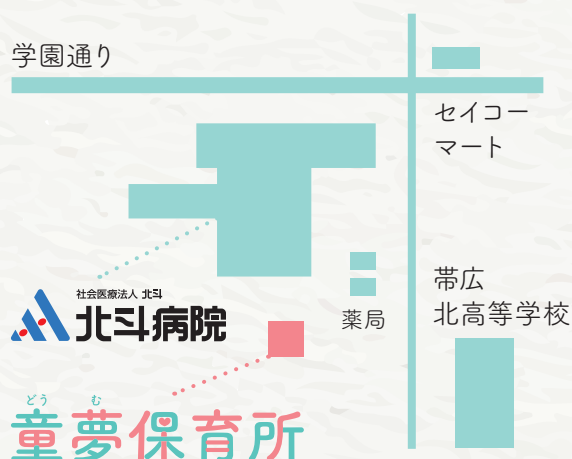 学園通り
セイコー
マート
帯広
北高等学校
薬局
社会医療法人 北斗
北斗病院
どう む
童夢保育所